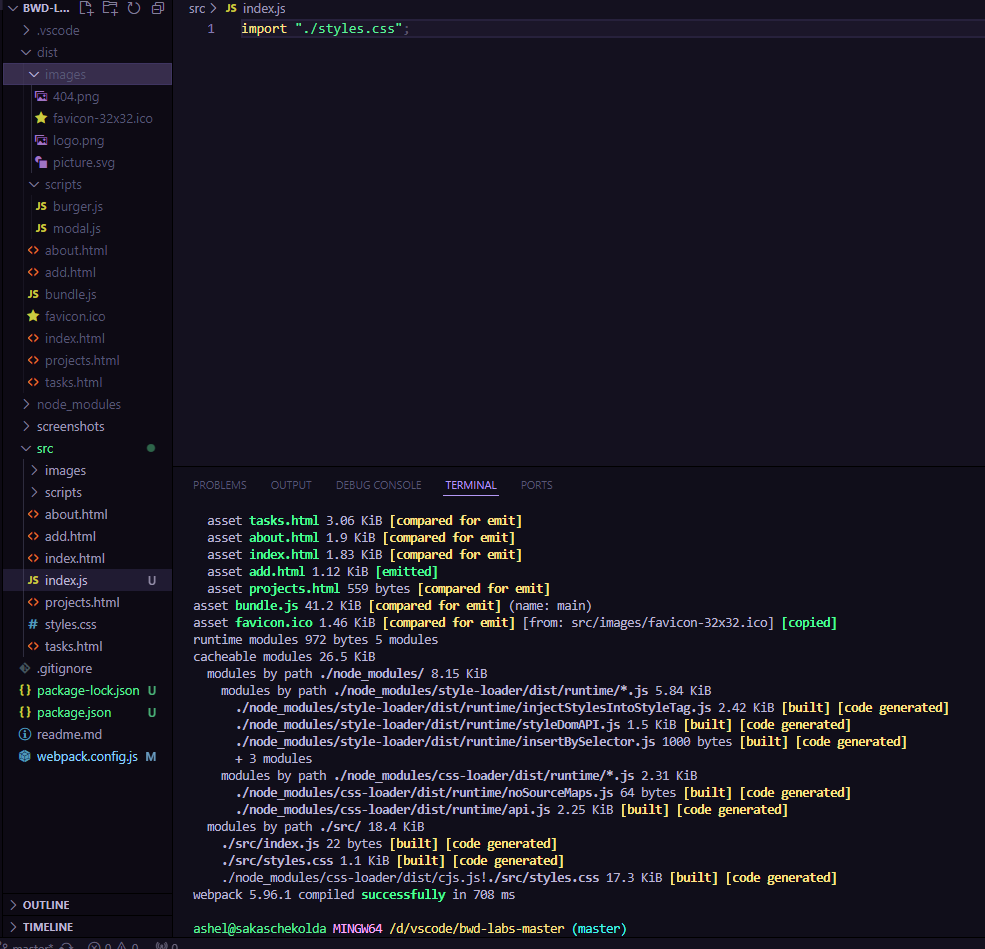 BWD-L...
.vscode
dist
images
404.png
favicon-32x32.ico
logo.png
picture.svg
scripts
JS burger.js
JS modal.js
about.html
add.html
JS bundle.js
favicon.ico
index.html
projects.html
tasks.html
node_modules
screenshots
src
images
scripts
about.html
add.html
index.html
JS index.js U
projects.html
# styles.css
tasks.html
.gitignore
{} package-lock.json U
{} package.json U
readme.md
webpack.config.js M
OUTLINE
TIMELINE
master* 0 0 0
src > JS index.js
1 import "./styles.css";
PROBLEMS OUTPUT DEBUG CONSOLE TERMINAL PORTS
asset tasks.html 3.06 KiB [compared for emit]
asset about.html 1.9 KiB [compared for emit]
asset index.html 1.83 KiB [compared for emit]
asset add.html 1.12 KiB [emitted]
asset projects.html 559 bytes [compared for emit]
asset bundle.js 41.2 KiB [compared for emit] (name: main)
asset favicon.ico 1.46 KiB [compared for emit] [from: src/images/favicon-32x32.ico] [copied]
runtime modules 972 bytes 5 modules
cacheable modules 26.5 KiB
modules by path ./node_modules/ 8.15 KiB
modules by path ./node_modules/style-loader/dist/runtime/*.js 5.84 KiB
./node_modules/style-loader/dist/runtime/injectStylesIntoStyleTag.js 2.42 KiB [built] [code generated]
./node_modules/style-loader/dist/runtime/styleDomAPI.js 1.5 KiB [built] [code generated]
./node_modules/style-loader/dist/runtime/insertBySelector.js 1000 bytes [built] [code generated]
+ 3 modules
modules by path ./node_modules/css-loader/dist/runtime/*.js 2.31 KiB
./node_modules/css-loader/dist/runtime/noSourceMaps.js 64 bytes [built] [code generated]
./node_modules/css-loader/dist/runtime/api.js 2.25 KiB [built] [code generated]
modules by path ./src/ 18.4 KiB
./src/index.js 22 bytes [built] [code generated]
./src/styles.css 1.1 KiB [built] [code generated]
./node_modules/css-loader/dist/cjs.js!./src/styles.css 17.3 KiB [built] [code generated]
webpack 5.96.1 compiled successfully in 708 ms
ashel@sakaschekolda MINGW64 /d/vscode/bwd-labs-master (master)